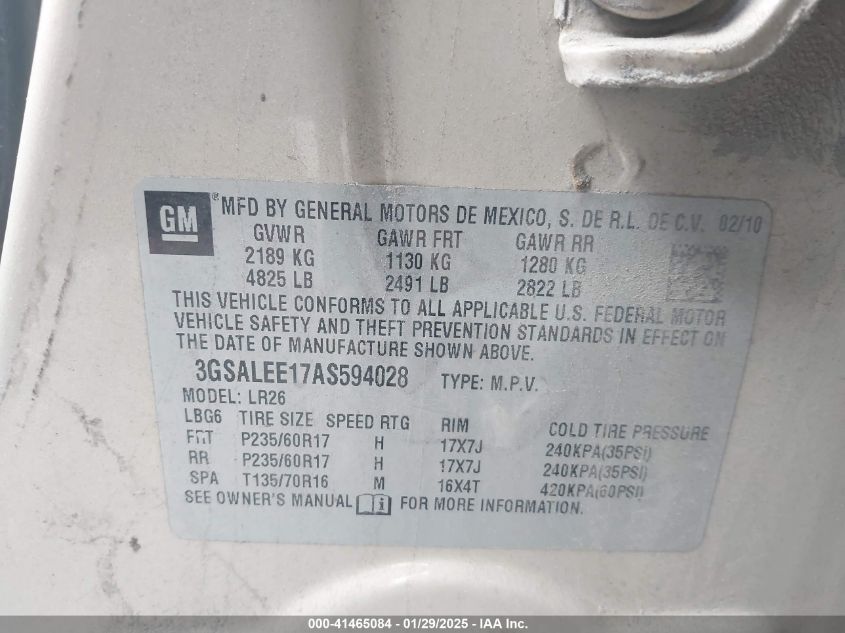 GM® MFD BY GENERAL MOTORS DE MEXICO, S. DE R.L. DE C.V. 02/10
GVWR GAWR FRT GAWR RR
2189 KG 1130 KG 1280 KG
4825 LB 2491 LB 2822 LB
THIS VEHICLE CONFORMS TO ALL APPLICABLE U.S. FEDERAL MOTOR
VEHICLE SAFETY AND THEFT PREVENTION STANDARDS IN EFFECT ON
THE DATE OF MANUFACTURE SHOWN ABOVE.
3GSALEE17AS594028 TYPE: M.P.V.
MODEL: LR26
LBG6 TIRE SIZE SPEED RTG RIM COLD TIRE PRESSURE
FRT P235/60R17 H 17X7J 240KPA(35PSI)
RR P235/60R17 H 17X7J 240KPA(35PSI)
SPA T135/70R16 M 16X4T 420KPA(60PSI)
SEE OWNER'S MANUAL i FOR MORE INFORMATION.
000-41465084 - 01/29/2025 - IAA Inc.